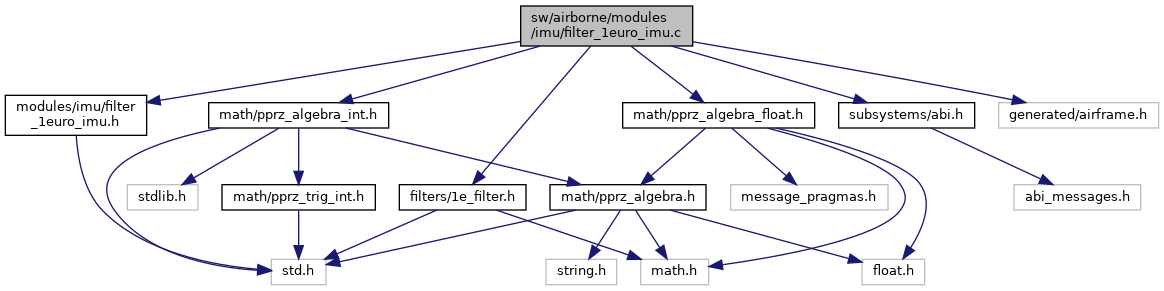 sw/airborne/modules
/imu/filter_1euro_imu.c
modules/imu/filter
_1euro_imu.h
math/pprz_algebra_int.h
math/pprz_algebra_float.h
subsystems/abi.h
generated/airframe.h
stdlib.h
math/pprz_trig_int.h
filters/1e_filter.h
math/pprz_algebra.h
message_pragmas.h
abi_messages.h
std.h
string.h
math.h
float.h